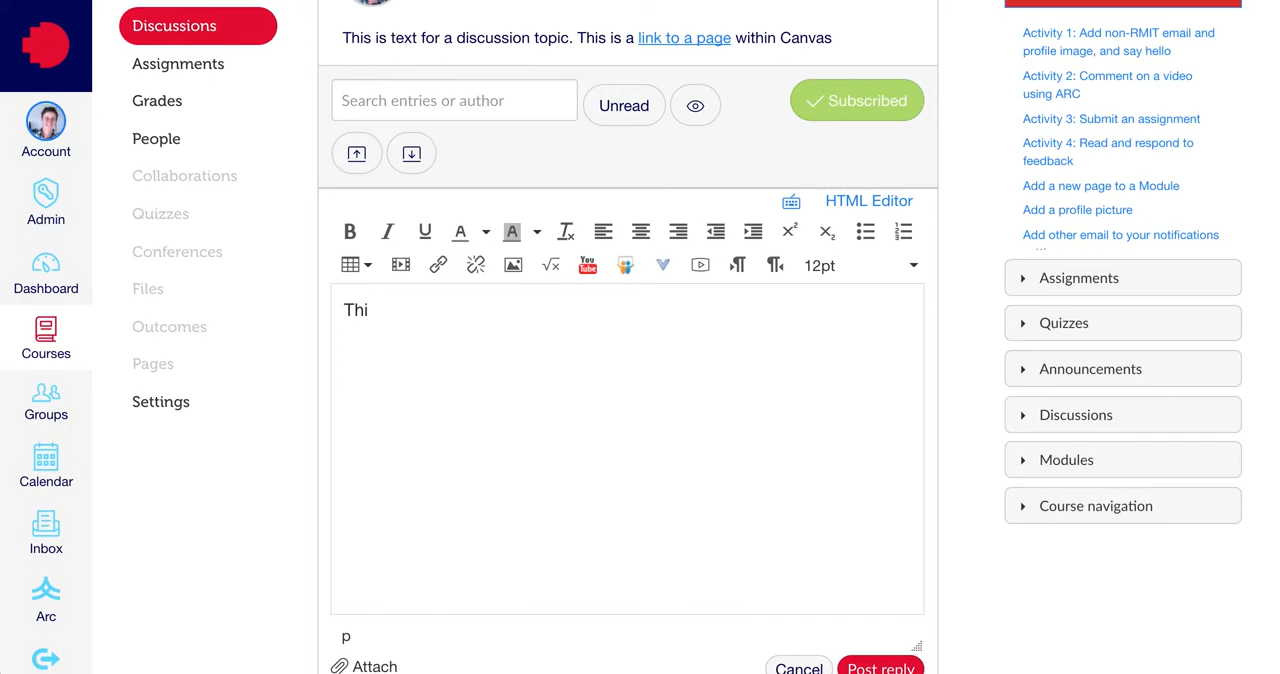 Account
Admin
Dashboard
Courses
Groups
Calendar
Inbox
Arc
Discussions
Assignments
Grades
People
Collaborations
Quizzes
Conferences
Files
Outcomes
Pages
Settings
This is text for a discussion topic. This is a link to a page within Canvas
Search entries or author
Unread
Subscribed
HTML Editor
B I U A A Tx x² x₂
√x You Tube 12pt
Thi
p
Attach
Cancel
Post reply
Activity 1: Add non-RMIT email and
profile image, and say hello
Activity 2: Comment on a video
using ARC
Activity 3: Submit an assignment
Activity 4: Read and respond to
feedback
Add a new page to a Module
Add a profile picture
Add other email to your notifications
Assignments
Quizzes
Announcements
Discussions
Modules
Course navigation